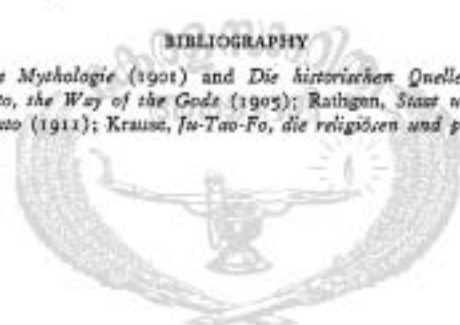 BIBLIOGRAPHY
Mythologie (1901) and Die historischen Quelle
to, the Way of the Gods (1905); Rathgen, Staat
(1911); Krause, Ju-Tao-Fo, die religiösen und p